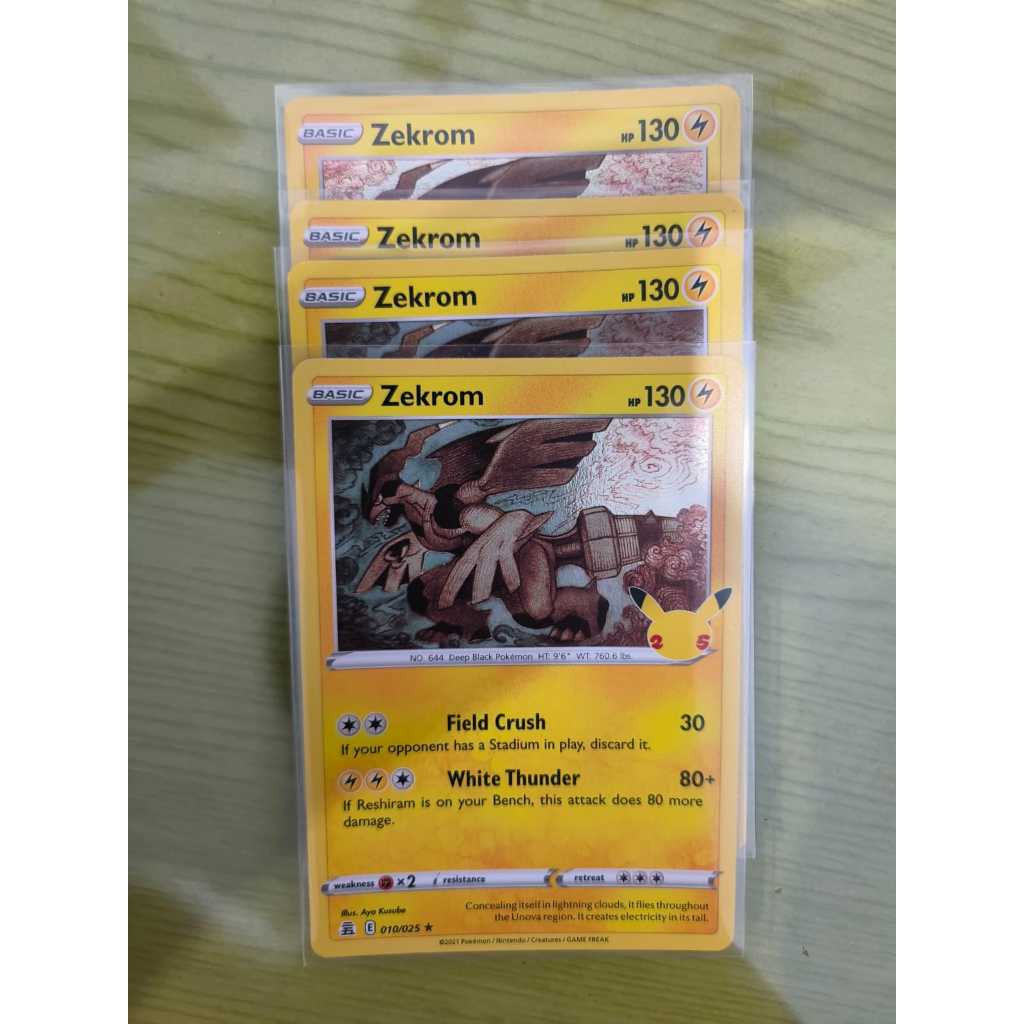 BASIC Zekrom HP 130
BASIC Zekrom HP 130
BASIC Zekrom HP 130
BASIC Zekrom HP 130
25
NO. 644 Deep Black Pokémon HT: 9'6" WT: 760.6 lbs.
Field Crush 30
If your opponent has a Stadium in play, discard it.
White Thunder 80+
If Reshiram is on your Bench, this attack does 80 more
damage.
weakness ×2 resistance retreat
Concealing itself in lightning clouds, it flies throughout
the Unova region. It creates electricity in its tail.
Illus. Aya Kusube
E 010/025 ★
©2021 Pokémon / Nintendo / Creatures / GAME FREAK